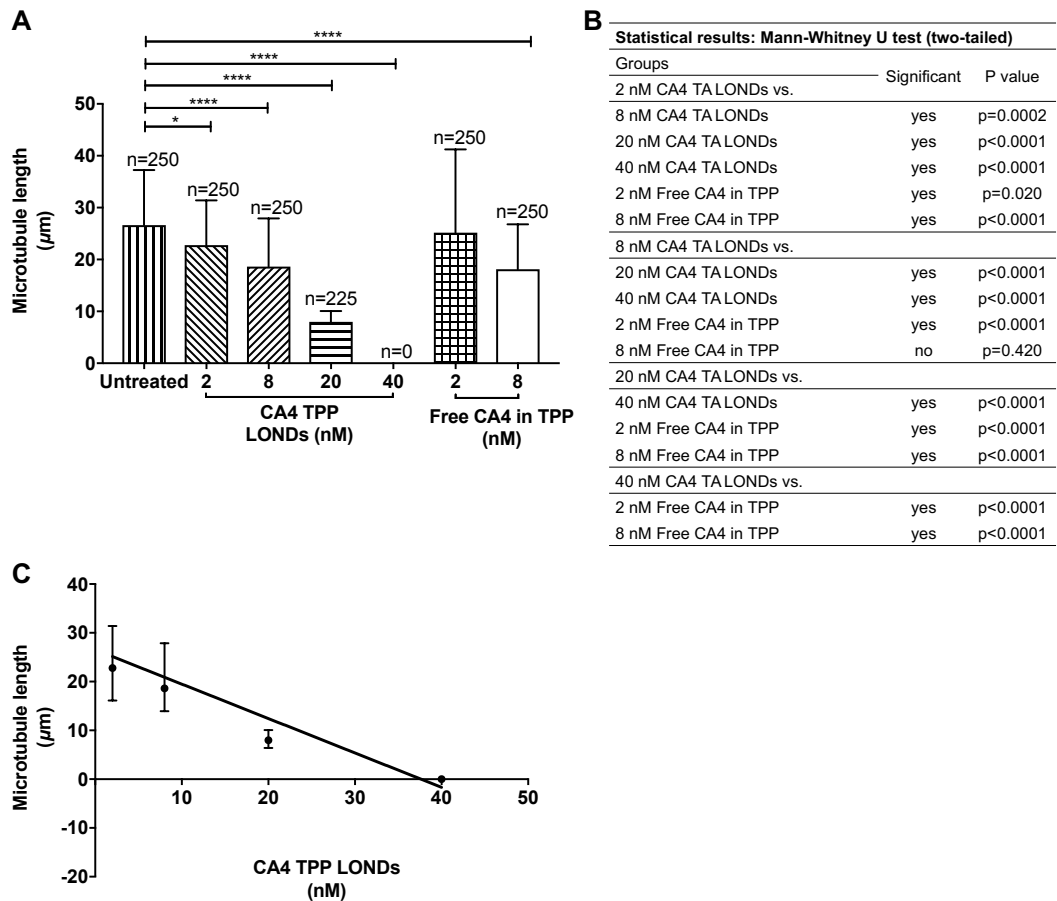 A
****
****
****
****
*
Microtubule length
(µm)
50
40
30
20
10
0
n=250
n=250
n=250
n=225
n=0
n=250
n=250
Untreated 2 8 20 40 2 8
CA4 TPP
LONDs (nM)
Free CA4 in TPP
(nM)
B
Statistical results: Mann-Whitney U test (two-tailed)
Groups Significant P value
2 nM CA4 TA LONDs vs.
8 nM CA4 TA LONDs yes p=0.0002
20 nM CA4 TA LONDs yes p<0.0001
40 nM CA4 TA LONDs yes p<0.0001
2 nM Free CA4 in TPP yes p=0.020
8 nM Free CA4 in TPP yes p<0.0001
8 nM CA4 TA LONDs vs.
20 nM CA4 TA LONDs yes p<0.0001
40 nM CA4 TA LONDs yes p<0.0001
2 nM Free CA4 in TPP yes p<0.0001
8 nM Free CA4 in TPP no p=0.420
20 nM CA4 TA LONDs vs.
40 nM CA4 TA LONDs yes p<0.0001
2 nM Free CA4 in TPP yes p<0.0001
8 nM Free CA4 in TPP yes p<0.0001
40 nM CA4 TA LONDs vs.
2 nM Free CA4 in TPP yes p<0.0001
8 nM Free CA4 in TPP yes p<0.0001
C
Microtubule length
(µm)
40
30
20
10
0
-10
-20
10 20 30 40 50
CA4 TPP LONDs
(nM)